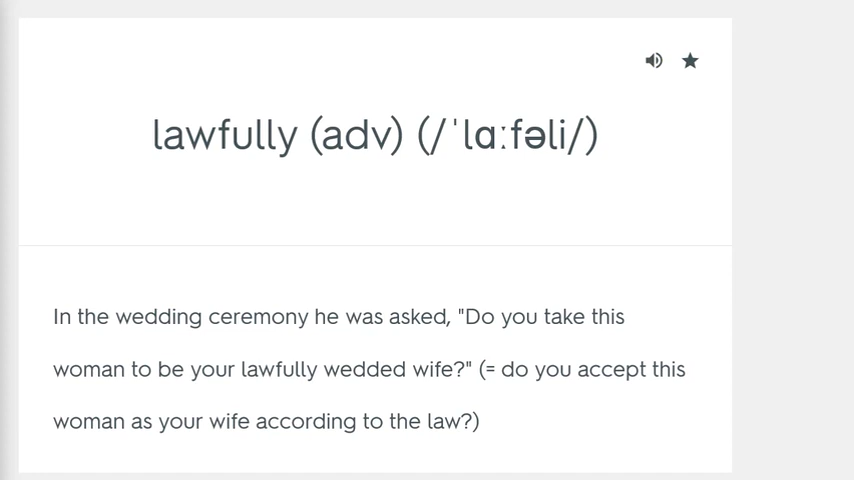 lawfully (adv) (/ˈlɑːfəli/)
In the wedding ceremony he was asked, "Do you take this
woman to be your lawfully wedded wife?" (= do you accept this
woman as your wife according to the law?)